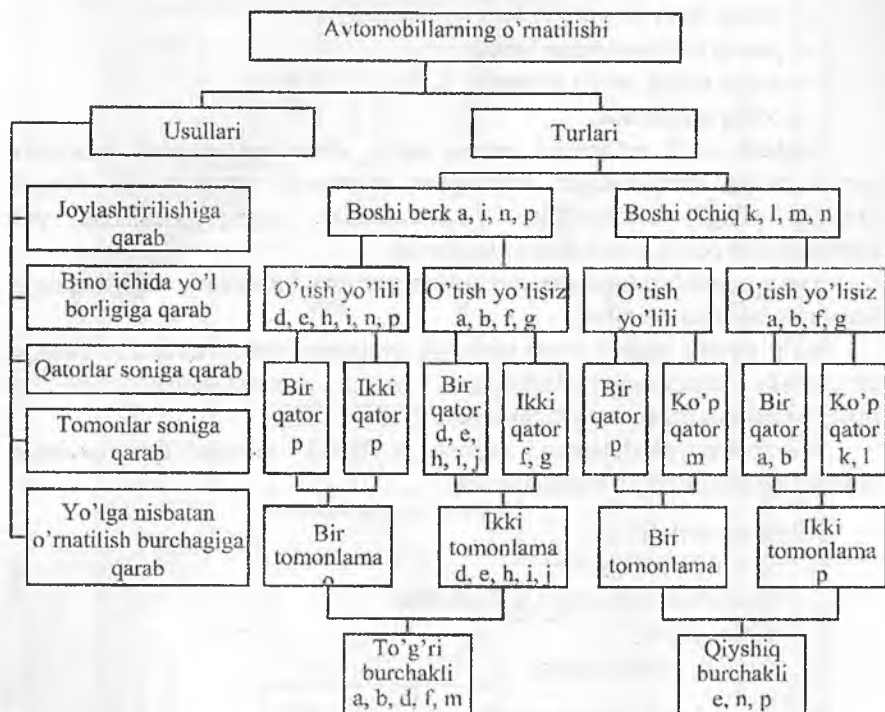 Avtomobillarning o’rnatilishi
Usullari
Turlari
Joylashtirilishiga
qarab
Bino ichida yo’l
borligiga qarab
Qatorlar soniga qarab
Tomonlar soniga
qarab
Yo’lga nisbatan
o’rnatilish burchagiga
qarab
Boshi berk a, i, n, p
Boshi ochiq k, l, m, n
O’tish yo’lili
d, e, h, i, n, p
O’tish yo’lisiz
a, b, f, g
O’tish
yo’lili
O’tish yo’lisiz
a, b, f, g
Bir
qator
p
Ikki
qator
p
Bir
qator
d, e,
h, i, j
Ikki
qator
f, g
Bir
qator
p
Ko’p
qator
m
Bir
qator
a, b
Ko’p
qator
k, l
Bir
tomonlama
o
Ikki
tomonlama
d, e, h, i, j
Bir
tomonlama
Ikki
tomonlama
p
To’g’ri
burchakli
a, b, d, f, m
Qiyshiq
burchakli
e, n, p